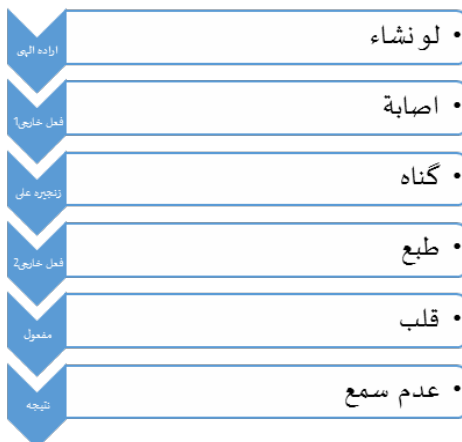 لو نشاء
اراده الهی
اصابة
فعل خارجی1
گناه
زنجیره علی
طبع
فعل خارجی2
قلب
مفعول
عدم سمع
نتیجه